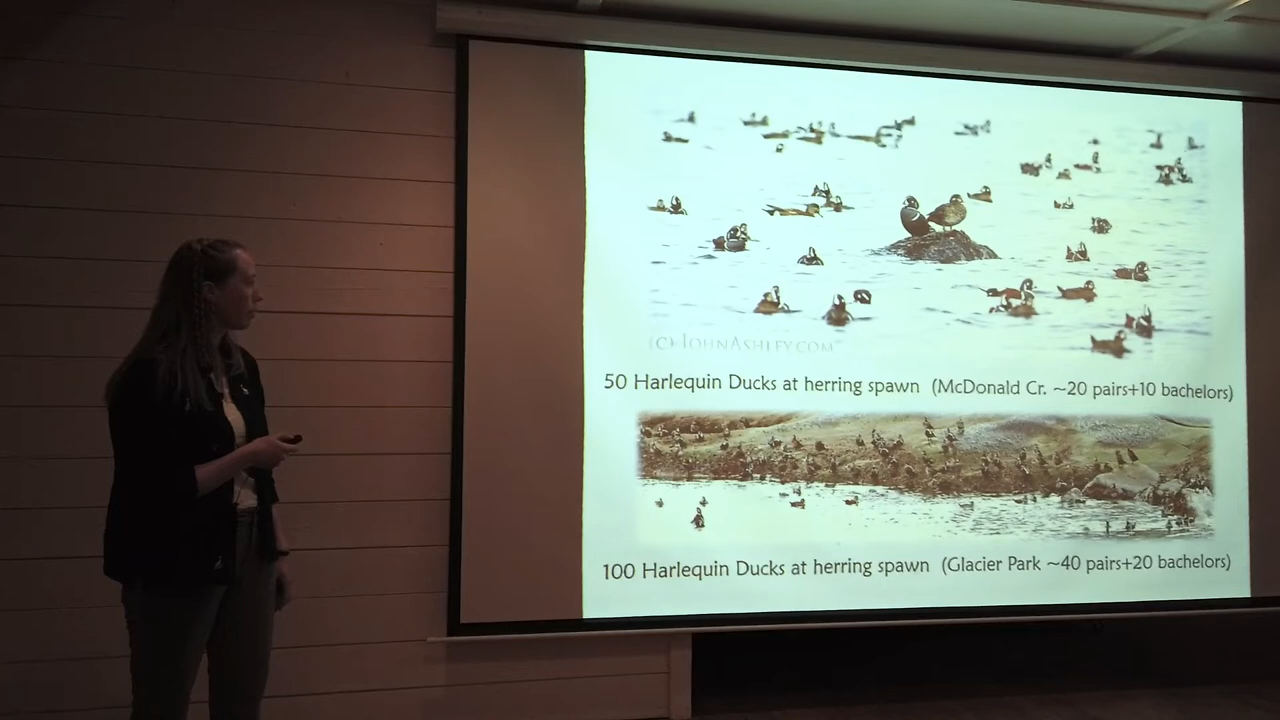 (C) JOHNASHLEY.COM
50 Harlequin Ducks at herring spawn (McDonald Cr. ~20 pairs+10 bachelors)
100 Harlequin Ducks at herring spawn (Glacier Park ~40 pairs+20 bachelors)